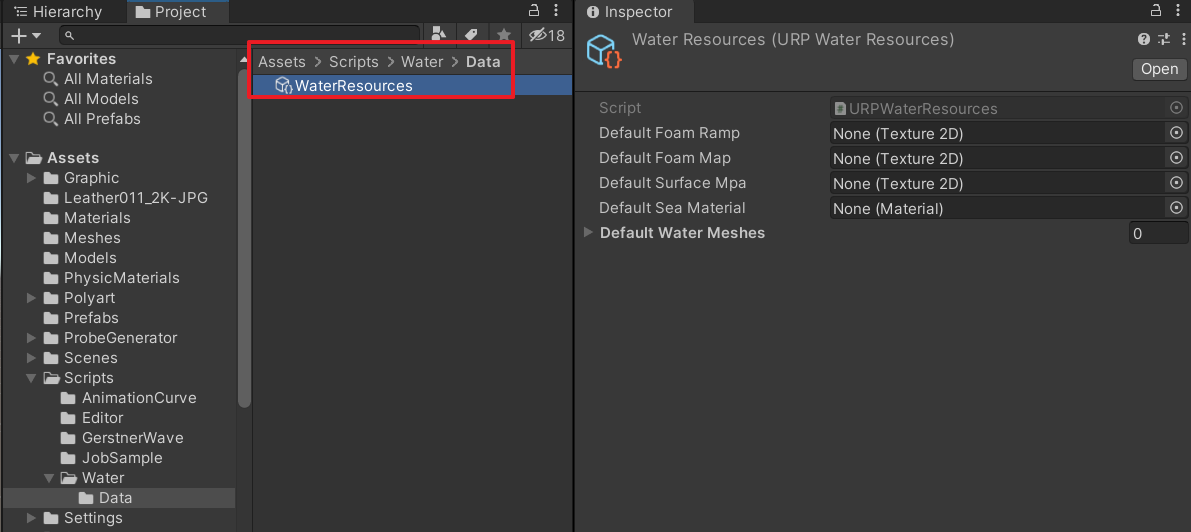 Hierarchy
Project
18
Favorites
All Materials
All Models
All Prefabs
Assets
Graphic
Leather011_2K-JPG
Materials
Meshes
Models
PhysicMaterials
Polyart
Prefabs
ProbeGenerator
Scenes
Scripts
AnimationCurve
Editor
GerstnerWave
JobSample
Water
Data
Settings
Assets > Scripts > Water > Data
WaterResources
Inspector
Water Resources (URP Water Resources)
Open
Script URPWaterResources
Default Foam Ramp None (Texture 2D)
Default Foam Map None (Texture 2D)
Default Surface Mpa None (Texture 2D)
Default Sea Material None (Material)
Default Water Meshes 0